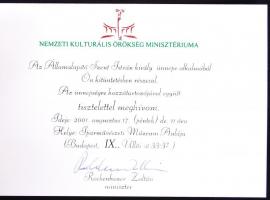 NEMZETI KULTURÁLIS ÖRÖKSÉG MINISZTÉRIUMA
Az Államalapító Szent István király ünnepe alkalmából
Ön kitüntetésben részesül.
Az ünnepségre hozzátartozójával együtt
tisztelettel meghívom.
Ideje: 2001. augusztus 17. (péntek) de. 11 óra
Helye: Iparművészeti Múzeum Aulája
(Budapest, IX., Üllői u. 33-37.)
Rockenbauer Zoltán
miniszter